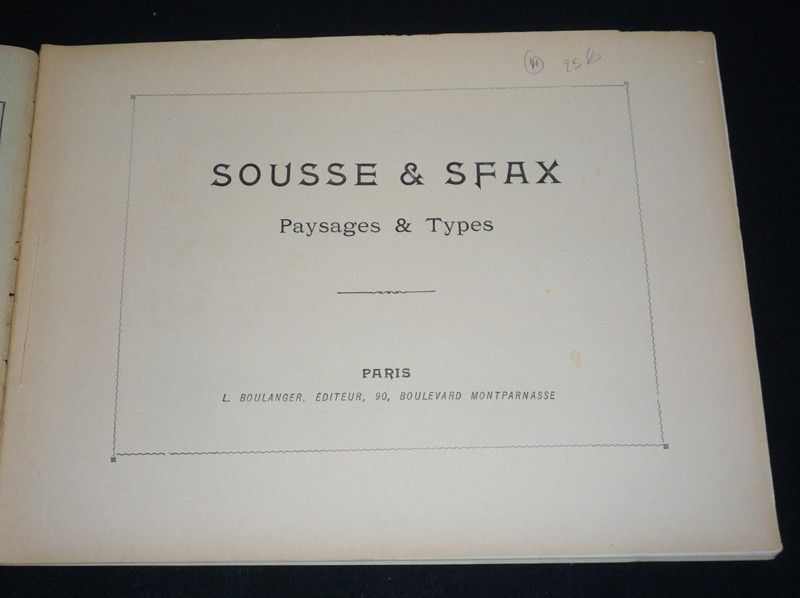 SOUSSE & SFAX
Paysages & Types
PARIS
L. BOULANGER, ÉDITEUR, 90, BOULEVARD MONTPARNASSE